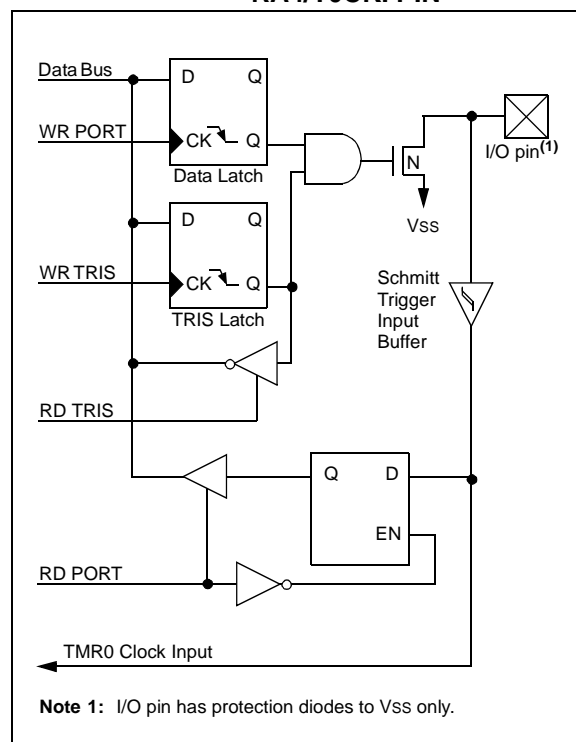 Data Bus
D Q
WR PORT
CK Q
Data Latch
N
I/O pin(1)
VSS
D Q
WR TRIS
CK Q
TRIS Latch
Schmitt
Trigger
Input
Buffer
RD TRIS
Q D
EN
RD PORT
TMR0 Clock Input
Note 1: I/O pin has protection diodes to VSS only.